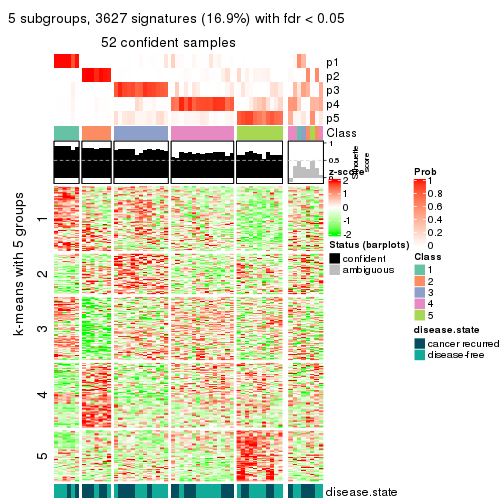 5 subgroups, 3627 signatures (16.9%) with fdr < 0.05
52 confident samples
p1
p2
p3
p4
p5
Class
1
0.5
0
Silhouette
score
k-means with 5 groups
1
2
3
4
5
z-score
2
1
0
-1
-2
Status (barplots)
confident
ambiguous
Prob
1
0.8
0.6
0.4
0.2
0
Class
1
2
3
4
5
disease.state
cancer recurred
disease-free
disease.state